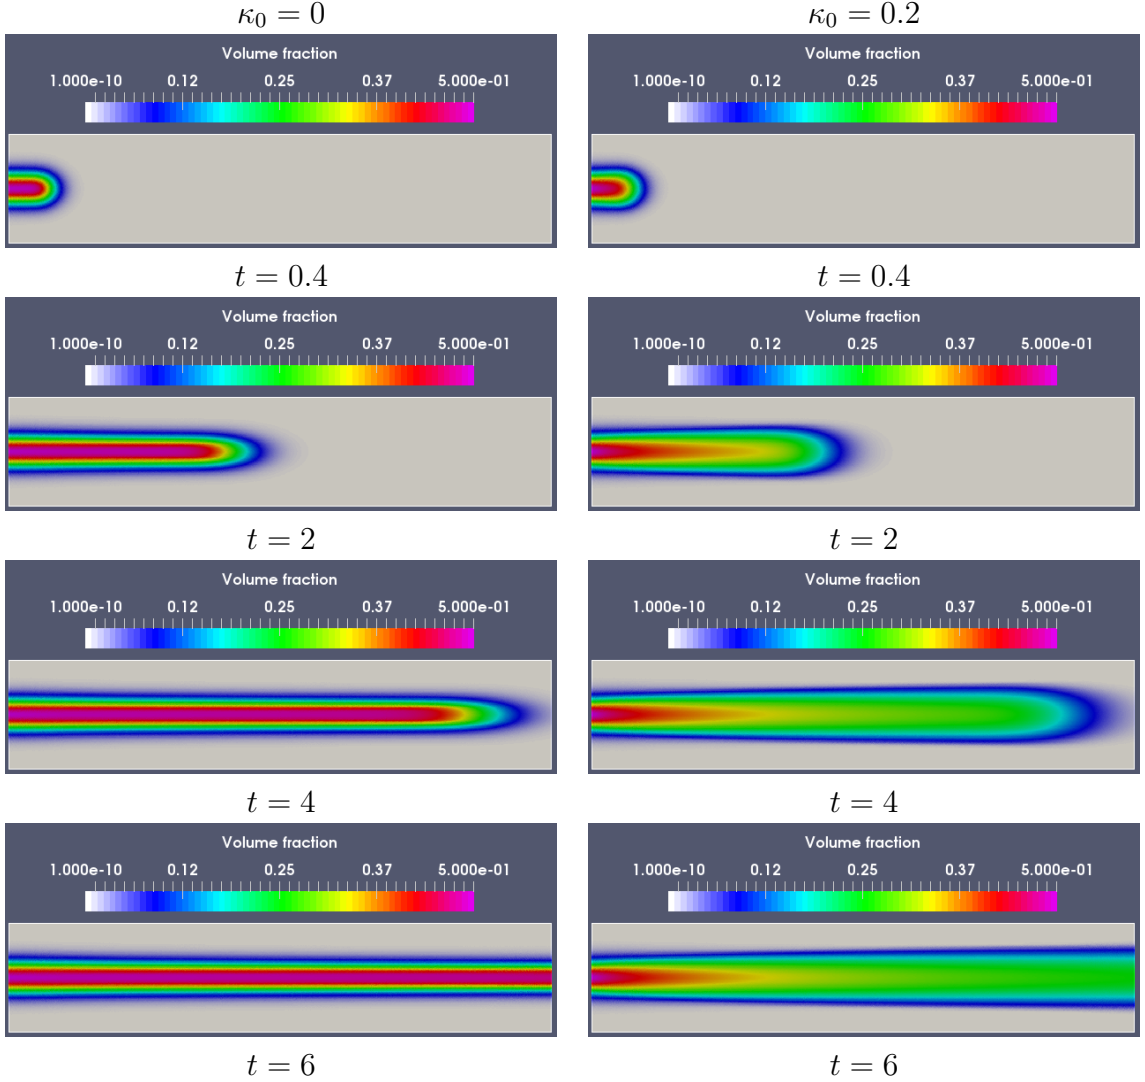 κ₀ = 0
κ₀ = 0.2
Volume fraction
1.000e-10 0.12 0.25 0.37 5.000e-01
Volume fraction
1.000e-10 0.12 0.25 0.37 5.000e-01
t = 0.4
t = 0.4
Volume fraction
1.000e-10 0.12 0.25 0.37 5.000e-01
Volume fraction
1.000e-10 0.12 0.25 0.37 5.000e-01
t = 2
t = 2
Volume fraction
1.000e-10 0.12 0.25 0.37 5.000e-01
Volume fraction
1.000e-10 0.12 0.25 0.37 5.000e-01
t = 4
t = 4
Volume fraction
1.000e-10 0.12 0.25 0.37 5.000e-01
Volume fraction
1.000e-10 0.12 0.25 0.37 5.000e-01
t = 6
t = 6